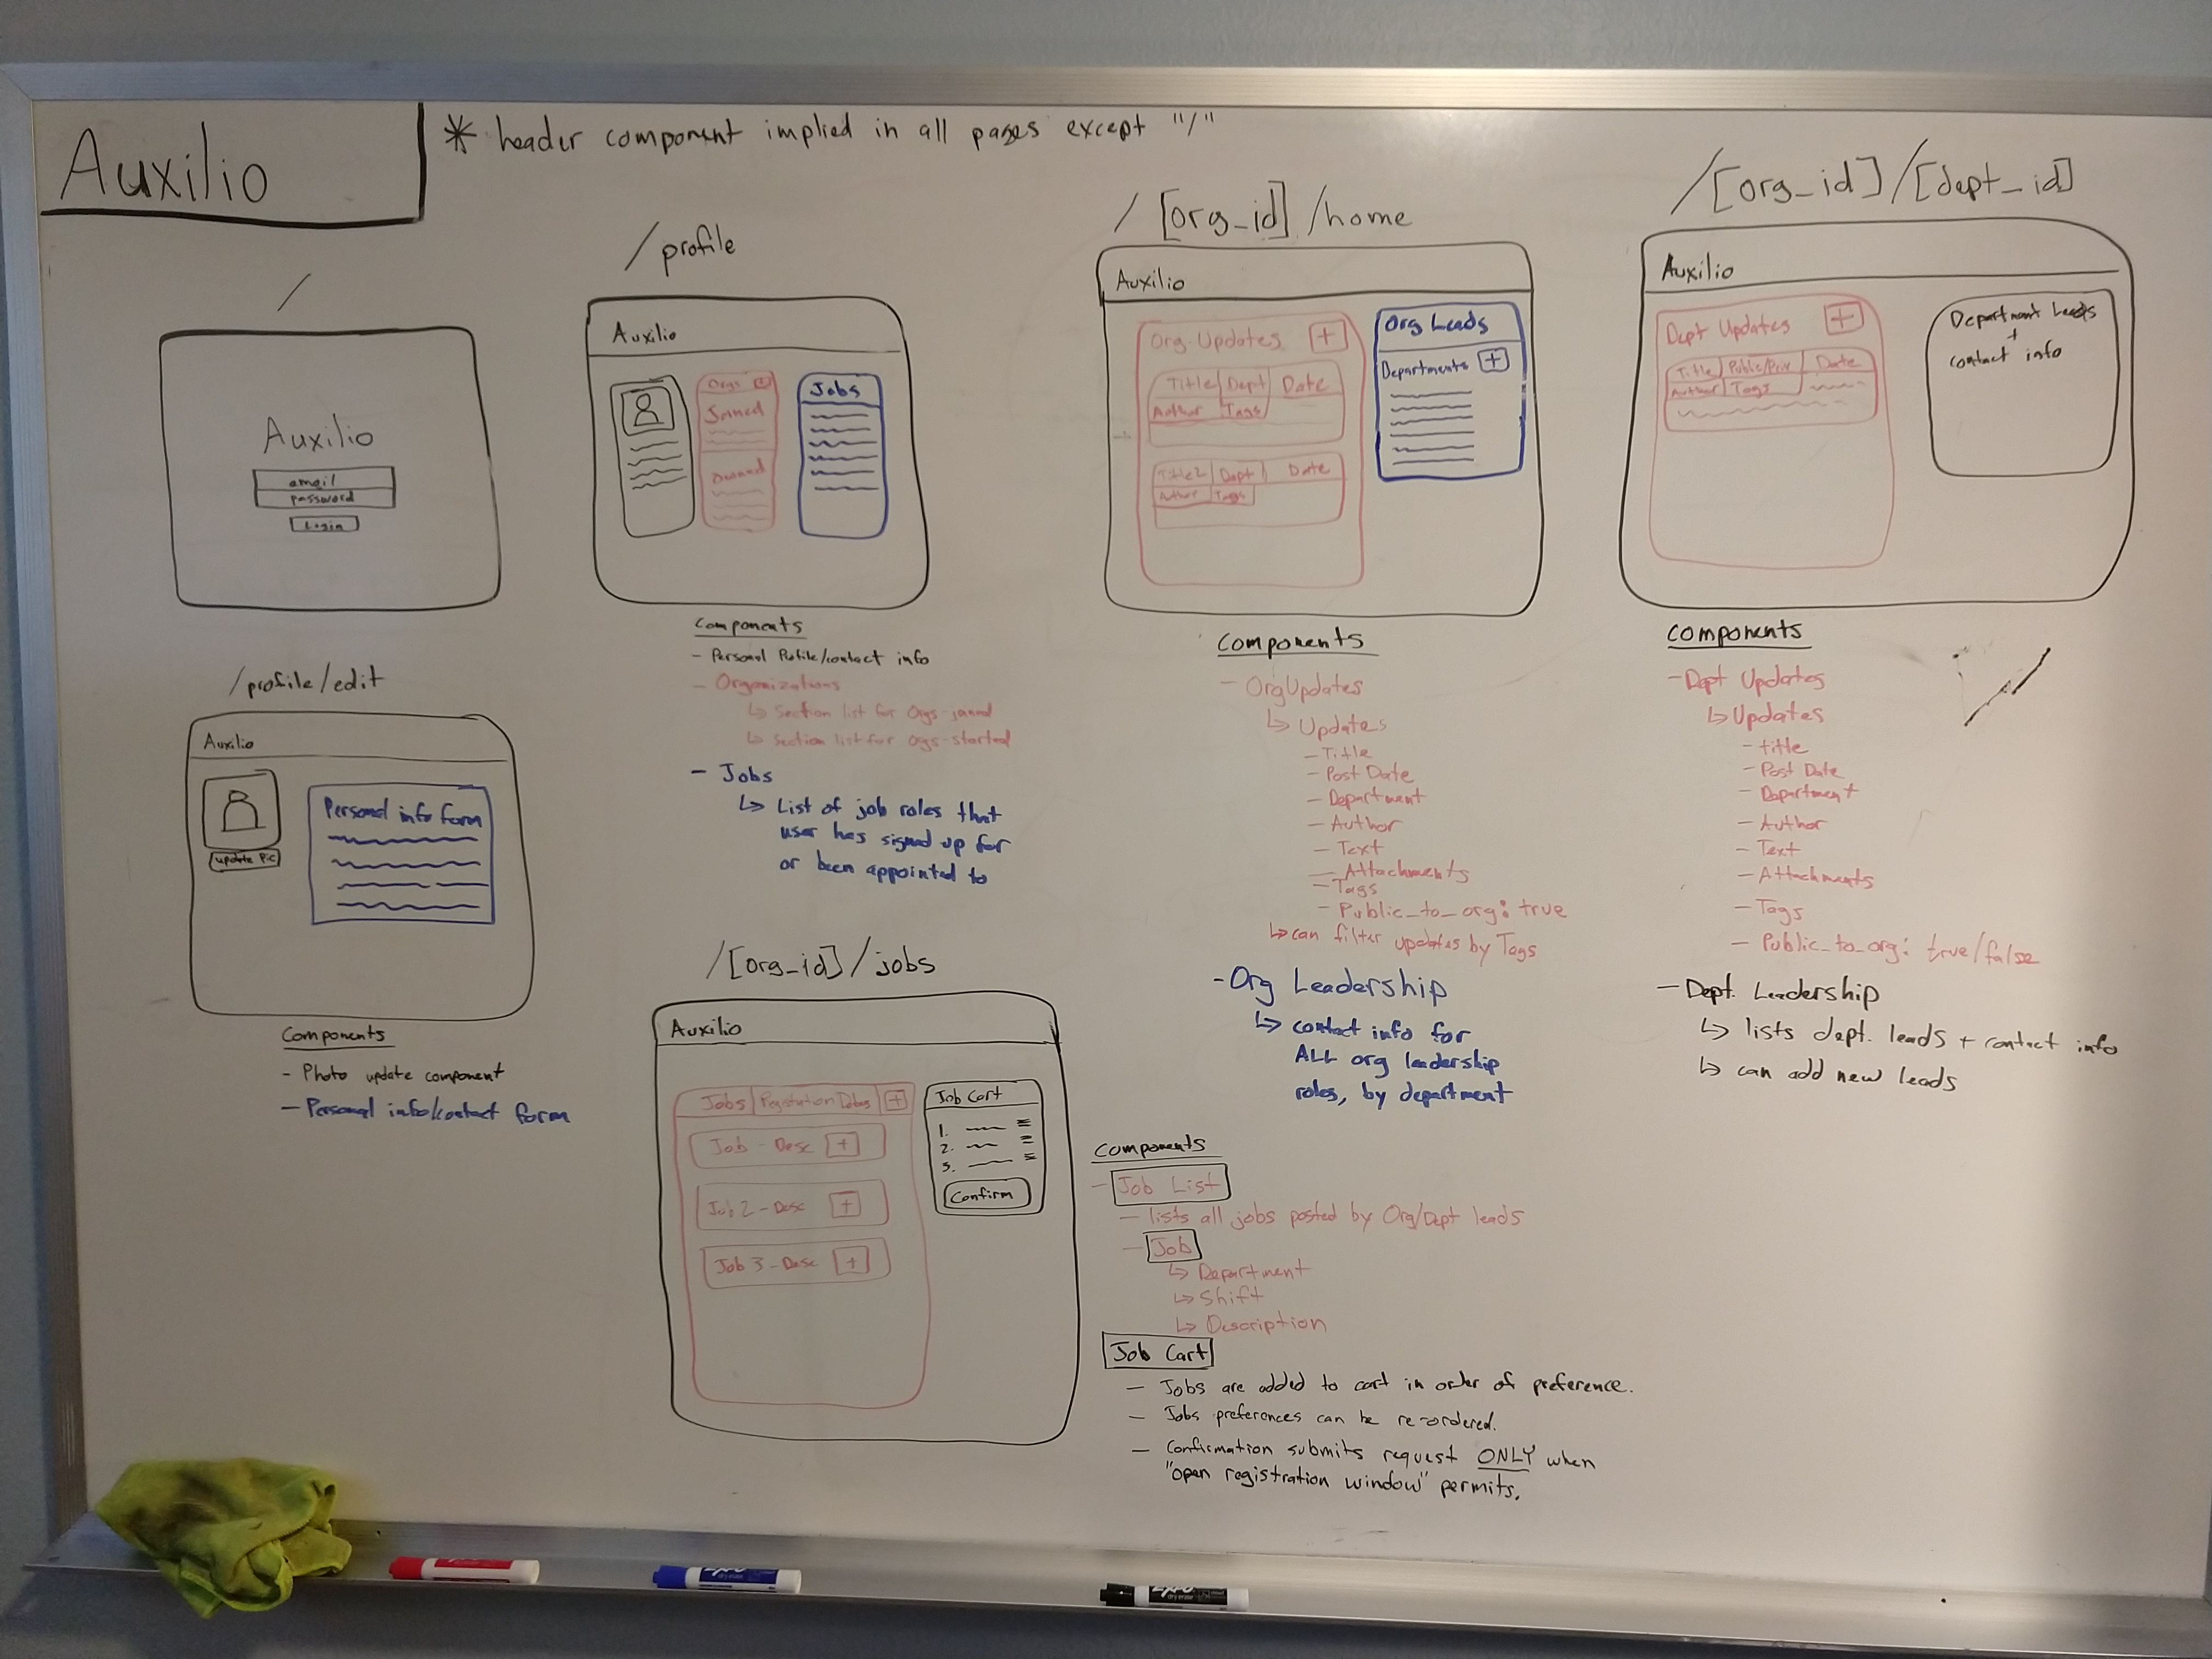 Auxilio
* header component implied in all pages except "/"
/
Auxilio
email
password
Login
/profile
Auxilio
Orgs +
Joined
Owned
Jobs
Components
- Personal Profile/contact info
- Organizations
↳ Section list for Orgs-joined
↳ Section list for Orgs-started
- Jobs
↳ List of job roles that
user has signed up for
or been appointed to
/[org_id]/home
Auxilio
Org Updates +
Title Dept Date
Author Tags
Title2 Dept Date
Author Tags
Org Leads
Departments +
Components
- OrgUpdates
↳ Updates
- Title
- Post Date
- Department
- Author
- Text
- Attachments
- Tags
- Public_to_org: true
↳ can filter updates by Tags
- Org Leadership
↳ contact info for
ALL org leadership
roles, by department
/[org_id]/[dept_id]
Auxilio
Dept Updates +
Title Public/Priv Date
Author Tags
Department Leads
+
contact info
Components
- Dept Updates
↳ Updates
- title
- Post Date
- Department
- Author
- Text
- Attachments
- Tags
- Public_to_org: true/false
- Dept. Leadership
↳ lists dept. leads + contact info
↳ can add new leads
/profile/edit
Auxilio
update Pic
Personal info form
Components
- Photo update component
- Personal info/contact form
/[org_id]/jobs
Auxilio
Jobs Registration Dates +
Job - Desc +
Job 2 - Desc +
Job 3 - Desc +
Job Cart
1.
2.
3.
Confirm
Components
- Job List
- lists all jobs posted by Org/Dept leads
- Job
↳ Department
↳ Shift
↳ Description
Job Cart
- Jobs are added to cart in order of preference.
- Jobs preferences can be re-ordered.
- Confirmation submits request ONLY when
"open registration window" permits.
EXPO